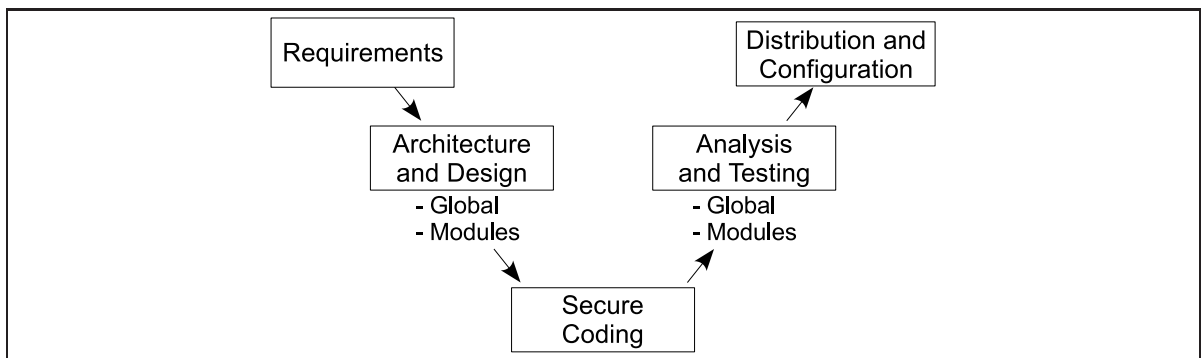 Requirements
Distribution and
Configuration
Architecture
and Design
- Global
- Modules
Analysis
and Testing
- Global
- Modules
Secure
Coding